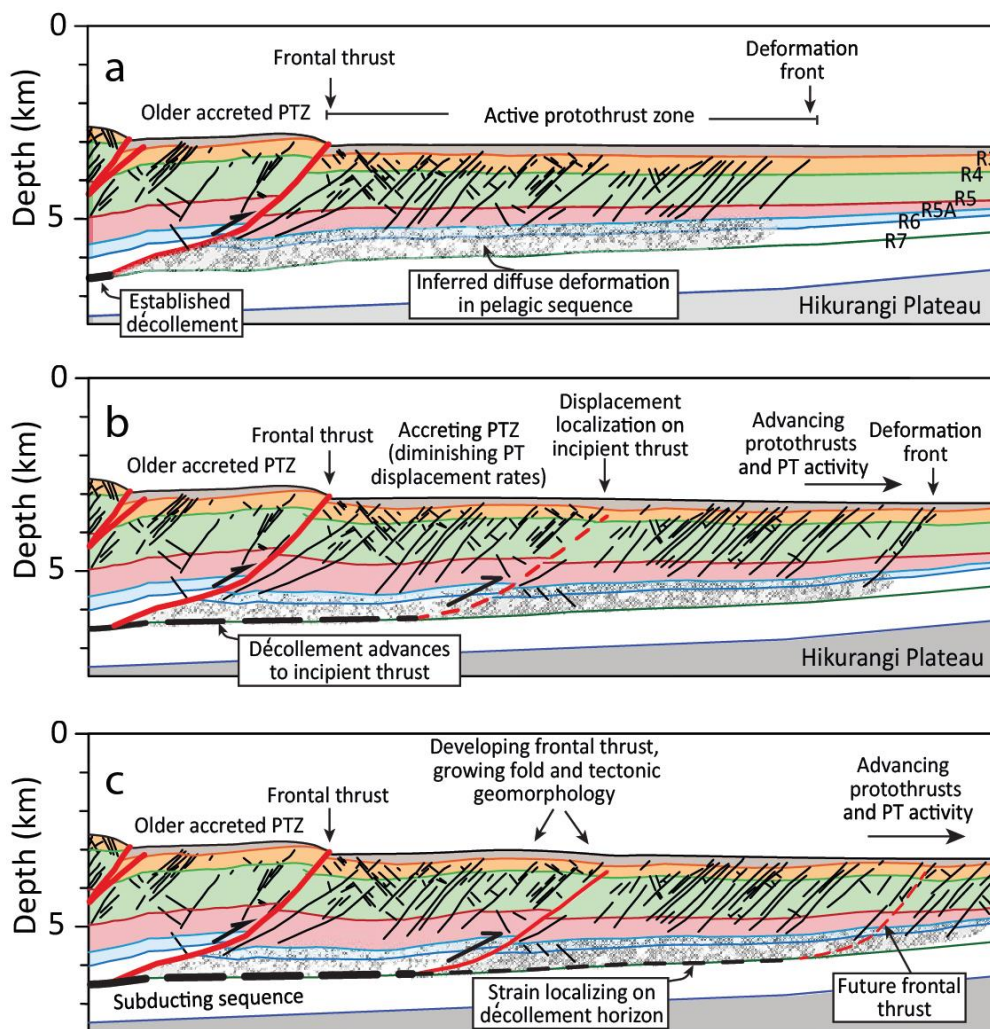 0
a
Frontal thrust
Deformation
front
Older accreted PTZ
Active protothrust zone
Depth (km)
5
R4
R5
R5A
R6
R7
Established
décollement
Inferred diffuse deformation
in pelagic sequence
Hikurangi Plateau
0
b
Frontal thrust
Older accreted PTZ
Accreting PTZ
(diminishing PT
displacement rates)
Displacement
localization on
incipient thrust
Advancing
protothrusts
and PT activity
Deformation
front
Depth (km)
5
Décollement advances
to incipient thrust
Hikurangi Plateau
0
c
Frontal thrust
Older accreted PTZ
Developing frontal thrust,
growing fold and tectonic
geomorphology
Advancing
protothrusts
and PT activity
Depth (km)
5
Subducting sequence
Strain localizing on
décollement horizon
Future frontal
thrust